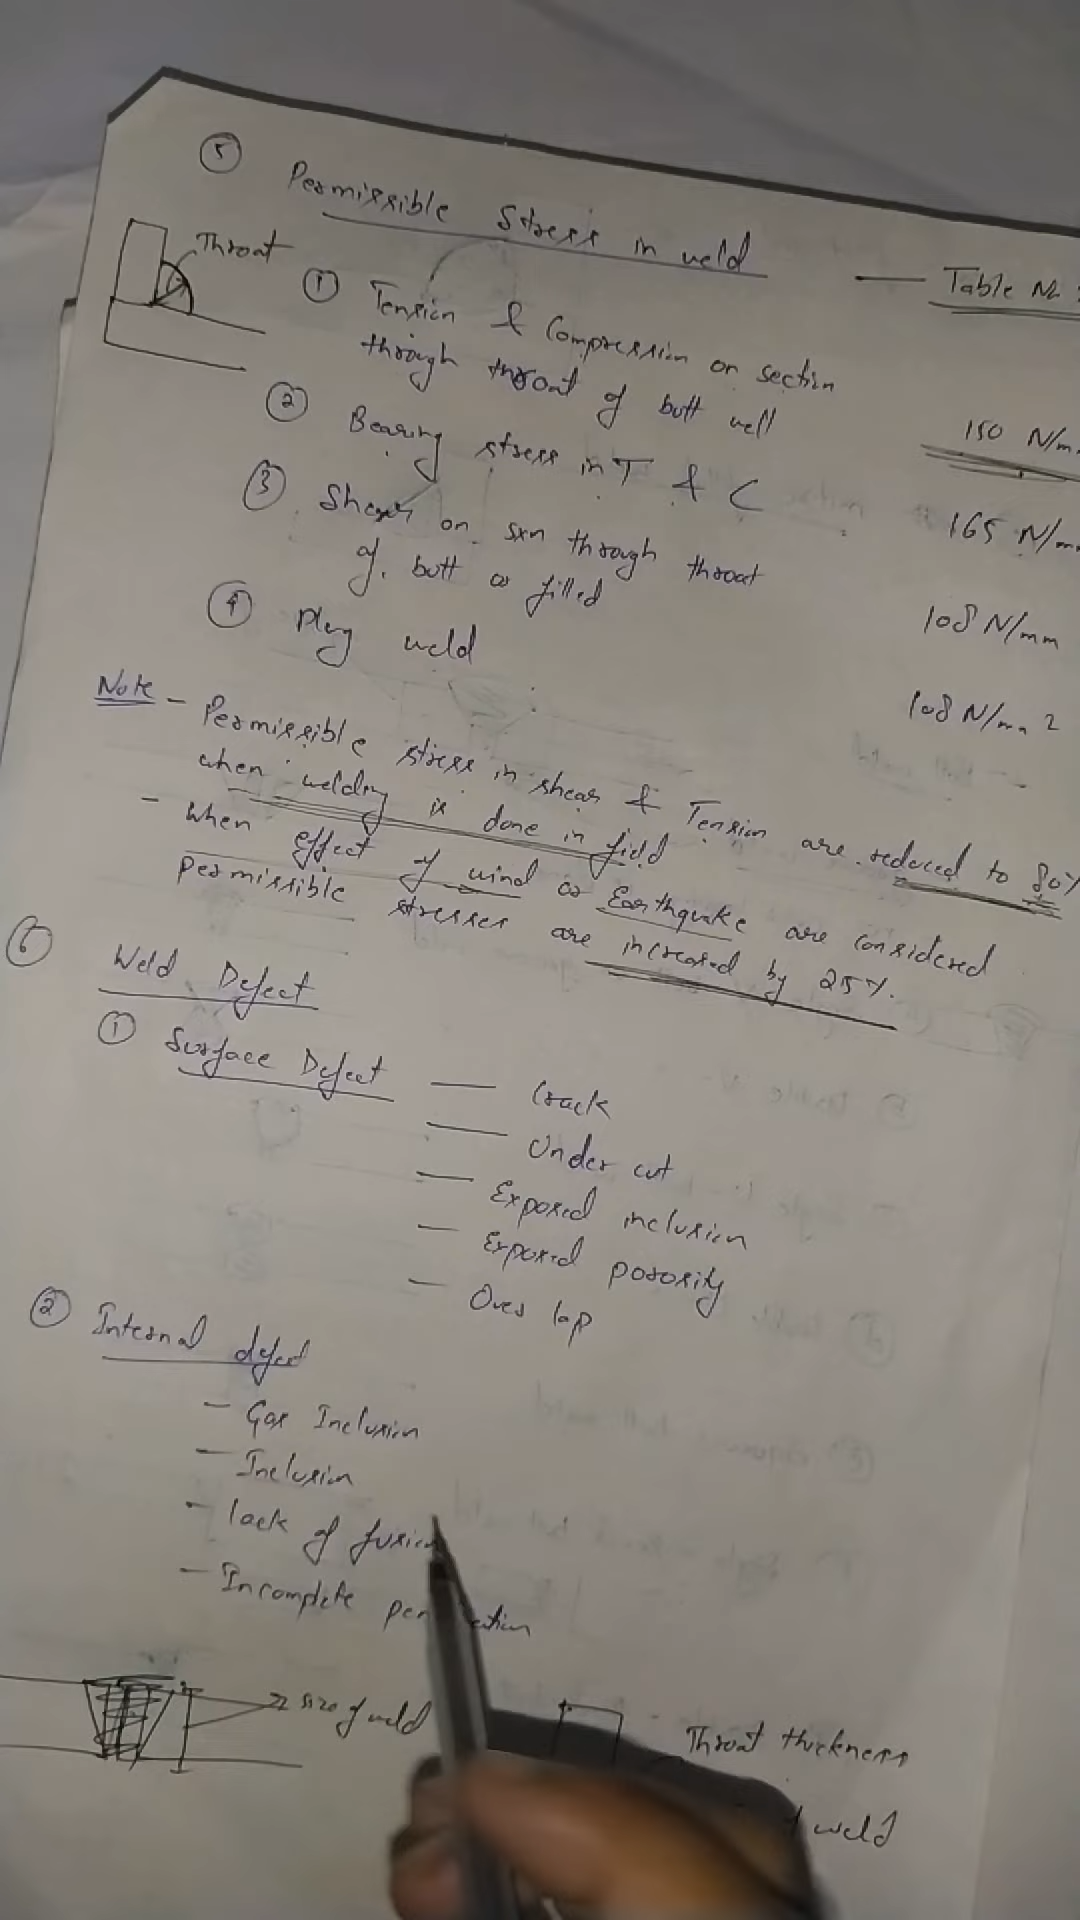 5 Permissible Stress in weld — Table No
Throat
1 Tension & Compression on section
through throat of butt well 150 N/m
2 Bearing stress in T & C 165 N/m
3 Shear on sxn through throat
of butt or filled 108 N/mm
4 Plug weld 108 N/mm2
Note - Permissible stress in shear & Tension are reduced to 80%
when welding is done in field
- When effect of wind or Earthquake are considered
permissible stresses are increased by 25%.
6 Weld Defect
1 Surface Defect — Crack
— Under cut
— Exposed inclusion
— Exposed porosity
— Over lap
2 Internal defect
- Gas Inclusion
- Inclusion
- lack of fusion
- Incomplete
size of weld
Throat thickness
weld